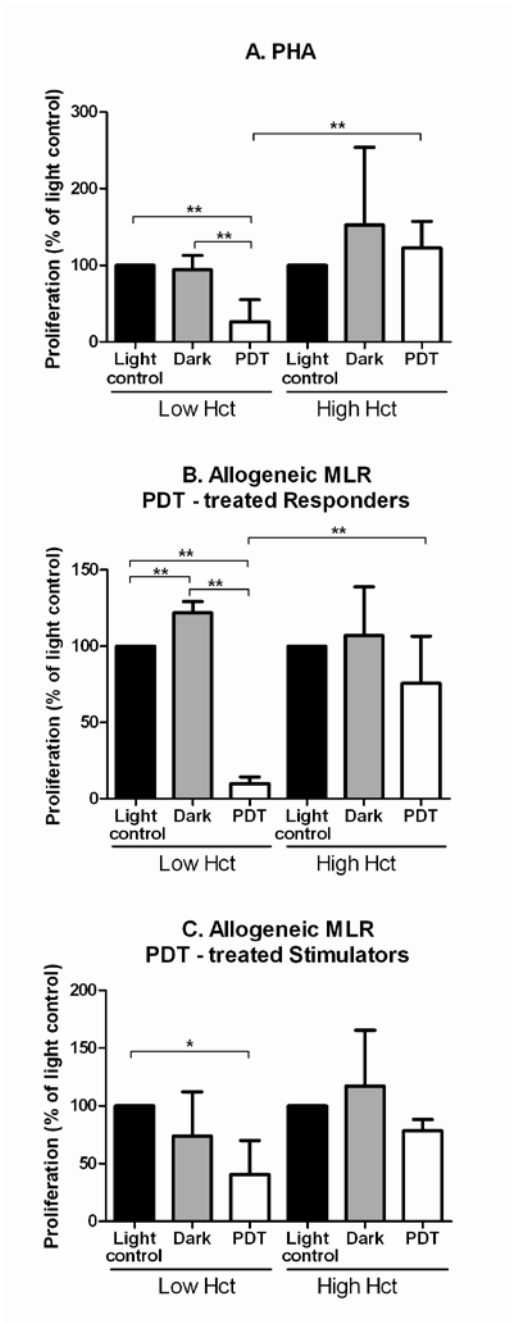 A. PHA
Proliferation (% of light control)
300
200
100
0
**
**
**
Light control
Dark
PDT
Light control
Dark
PDT
Low Hct
High Hct
B. Allogeneic MLR
PDT - treated Responders
Proliferation (% of light control)
150
100
50
0
**
**
**
**
Light control
Dark
PDT
Light control
Dark
PDT
Low Hct
High Hct
C. Allogeneic MLR
PDT - treated Stimulators
Proliferation (% of light control)
200
150
100
50
0
*
Light control
Dark
PDT
Light control
Dark
PDT
Low Hct
High Hct